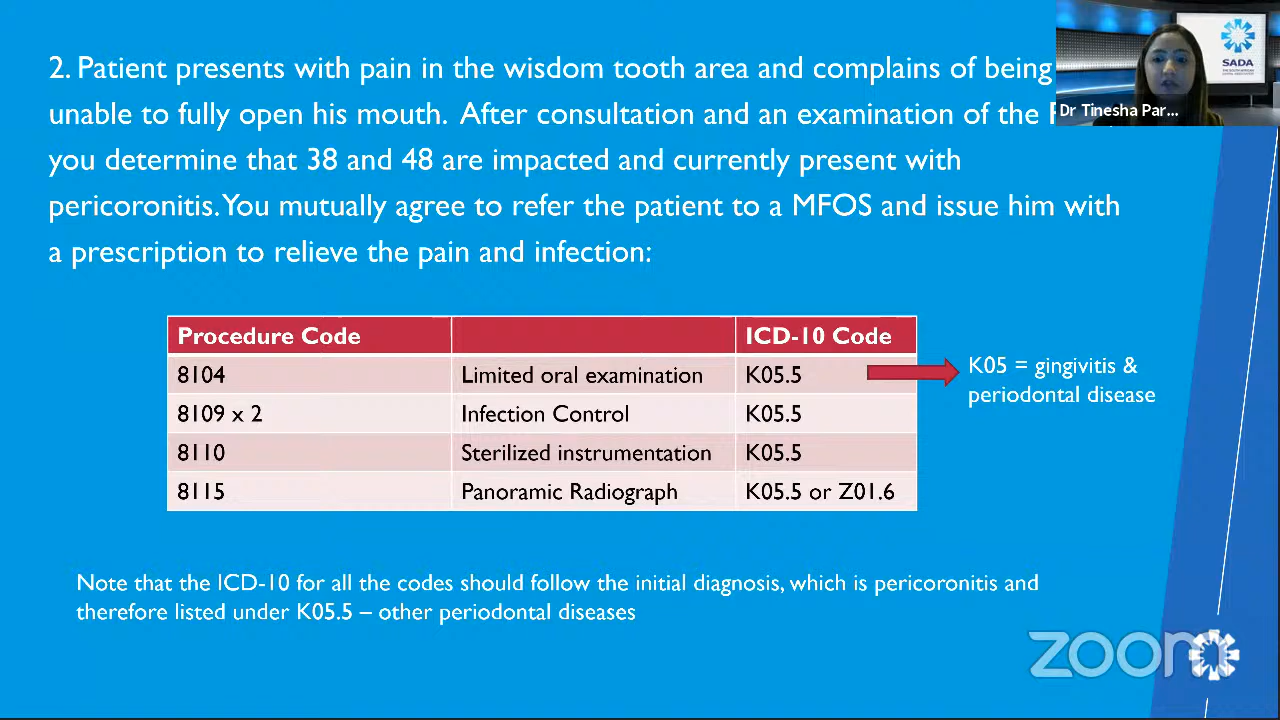 2. Patient presents with pain in the wisdom tooth area and complains of being
unable to fully open his mouth. After consultation and an examination of the
you determine that 38 and 48 are impacted and currently present with
pericoronitis. You mutually agree to refer the patient to a MFOS and issue him with
a prescription to relieve the pain and infection:
SADA
Dr Tinesha Par...
Procedure Code ICD-10 Code
8104 Limited oral examination K05.5
8109 x 2 Infection Control K05.5
8110 Sterilized instrumentation K05.5
8115 Panoramic Radiograph K05.5 or Z01.6
K05 = gingivitis &
periodontal disease
Note that the ICD-10 for all the codes should follow the initial diagnosis, which is pericoronitis and
therefore listed under K05.5 – other periodontal diseases
zoom